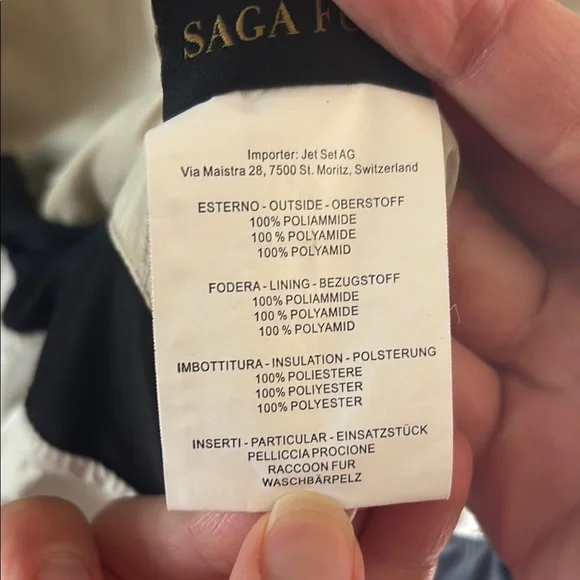 SAGA
Importer: Jet Set AG
Via Maistra 28, 7500 St. Moritz, Switzerland
ESTERNO - OUTSIDE - OBERSTOFF
100% POLIAMMIDE
100 % POLYAMIDE
100% POLYAMID
FODERA - LINING - BEZUGSTOFF
100% POLIAMMIDE
100 % POLYAMIDE
100 % POLYAMID
IMBOTTITURA - INSULATION - POLSTERUNG
100% POLIESTERE
100% POLIYESTER
100% POLYESTER
INSERTI - PARTICULAR - EINSATZSTÜCK
PELLICCIA PROCIONE
RACCOON FUR
WASCHBÄRPELZ